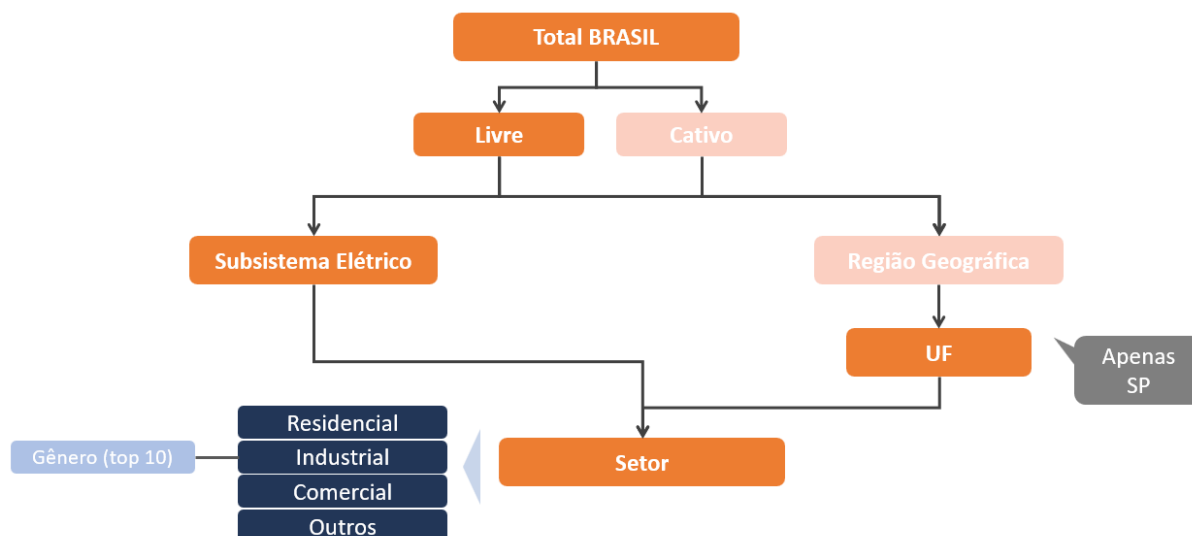 Total BRASIL
Livre
Cativo
Subsistema Elétrico
Região Geográfica
UF
Apenas
SP
Residencial
Gênero (top 10)
Industrial
Setor
Comercial
Outros